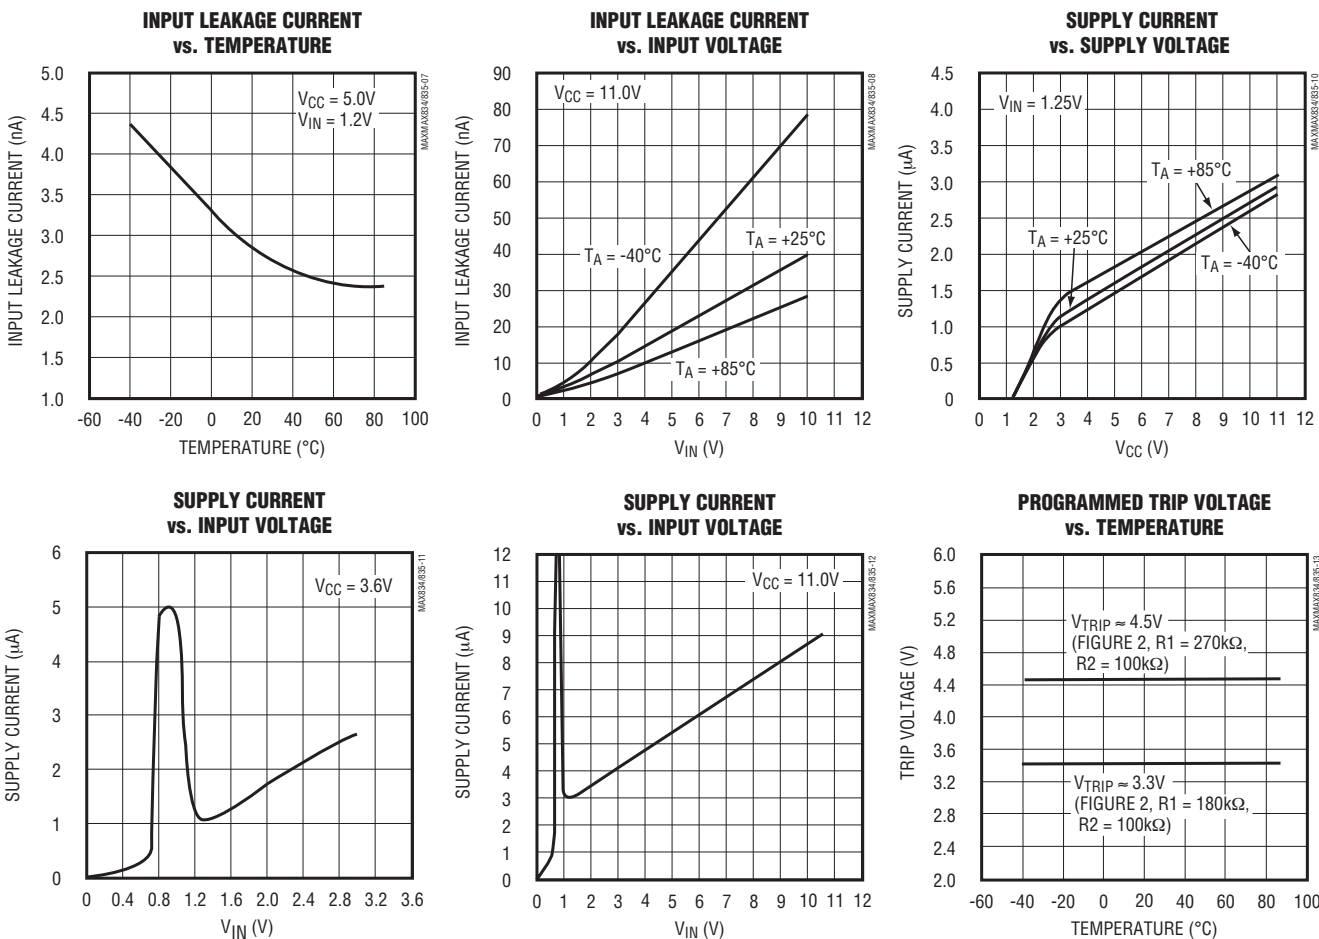 INPUT LEAKAGE CURRENT
vs. TEMPERATURE
5.0
4.5
4.0
3.5
3.0
2.5
2.0
1.5
1.0
INPUT LEAKAGE CURRENT (nA)
VCC = 5.0V
VIN = 1.2V
MAXMAX834/835-07
-60 -40 -20 0 20 40 60 80 100
TEMPERATURE (°C)
INPUT LEAKAGE CURRENT
vs. INPUT VOLTAGE
90
80
70
60
50
40
30
20
10
0
INPUT LEAKAGE CURRENT (nA)
VCC = 11.0V
TA = -40°C
TA = +25°C
TA = +85°C
MAXMAX834/835-08
0 1 2 3 4 5 6 7 8 9 10 11 12
VIN (V)
SUPPLY CURRENT
vs. SUPPLY VOLTAGE
4.5
4.0
3.5
3.0
2.5
2.0
1.5
1.0
0.5
0
SUPPLY CURRENT (µA)
VIN = 1.25V
TA = +85°C
TA = +25°C
TA = -40°C
MAXMAX834/835-10
0 1 2 3 4 5 6 7 8 9 10 11 12
VCC (V)
SUPPLY CURRENT
vs. INPUT VOLTAGE
6
5
4
3
2
1
0
SUPPLY CURRENT (µA)
VCC = 3.6V
MAX834/835-11
0 0.4 0.8 1.2 1.6 2.0 2.4 2.8 3.2 3.6
VIN (V)
SUPPLY CURRENT
vs. INPUT VOLTAGE
12
11
10
9
8
7
6
5
4
3
2
1
0
SUPPLY CURRENT (µA)
VCC = 11.0V
MAXMAX834/835-12
0 1 2 3 4 5 6 7 8 9 10 11 12
VIN (V)
PROGRAMMED TRIP VOLTAGE
vs. TEMPERATURE
6.0
5.6
5.2
4.8
4.4
4.0
3.6
3.2
2.8
2.4
2.0
TRIP VOLTAGE (V)
VTRIP ≈ 4.5V
(FIGURE 2, R1 = 270kΩ,
R2 = 100kΩ)
VTRIP ≈ 3.3V
(FIGURE 2, R1 = 180kΩ,
R2 = 100kΩ)
MAXMAX834/835-13
-60 -40 -20 0 20 40 60 80 100
TEMPERATURE (°C)